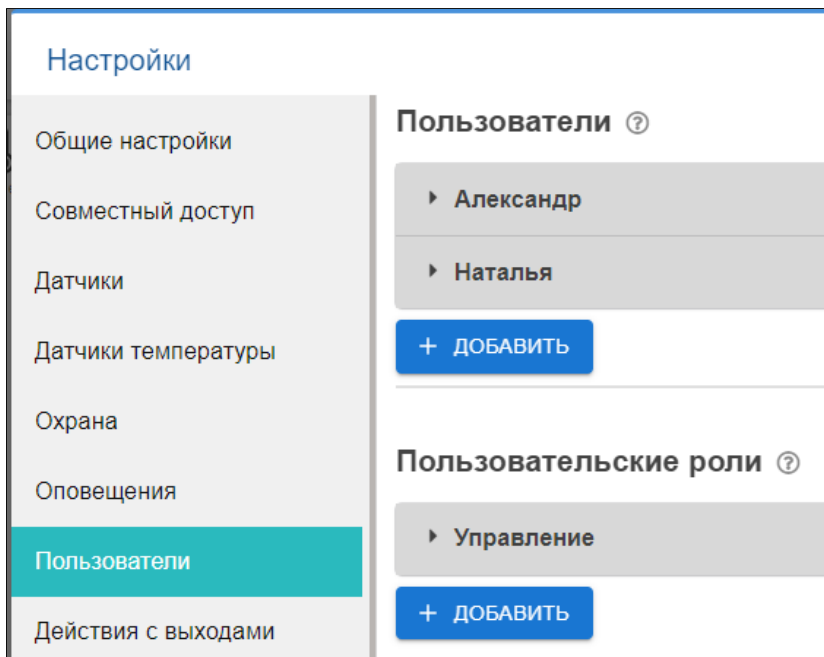 Настройки
Общие настройки
Совместный доступ
Датчики
Датчики температуры
Охрана
Оповещения
Пользователи
Действия с выходами
Пользователи ?
Александр
Наталья
+ ДОБАВИТЬ
Пользовательские роли ?
Управление
+ ДОБАВИТЬ